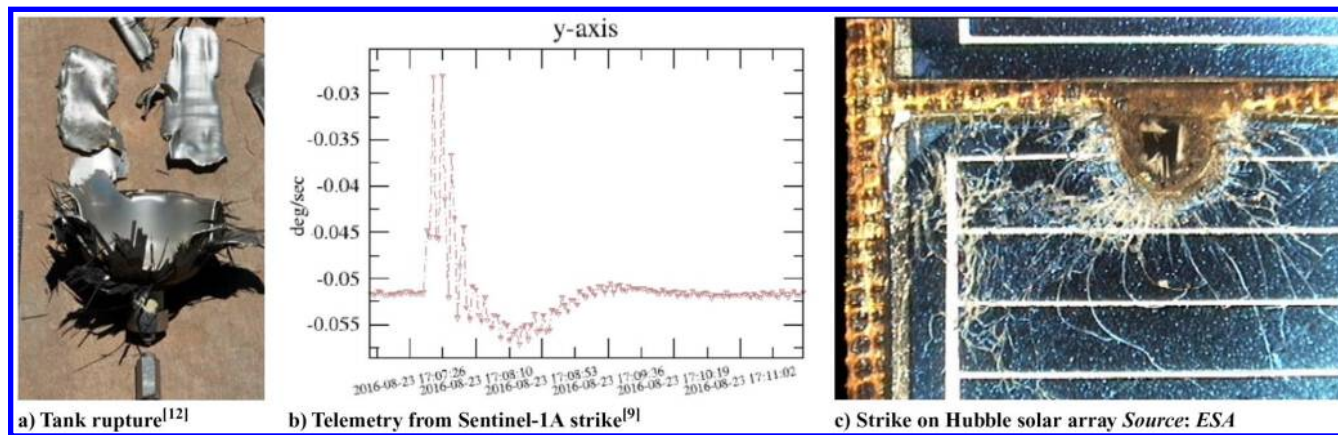 y-axis
-0.03
-0.035
-0.04
-0.045
-0.05
-0.055
deg/sec
2016-08-23 17:07:26
2016-08-23 17:08:10
2016-08-23 17:08:53
2016-08-23 17:09:36
2016-08-23 17:10:19
2016-08-23 17:11:02
a) Tank rupture[12]
b) Telemetry from Sentinel-1A strike[9]
c) Strike on Hubble solar array Source: ESA